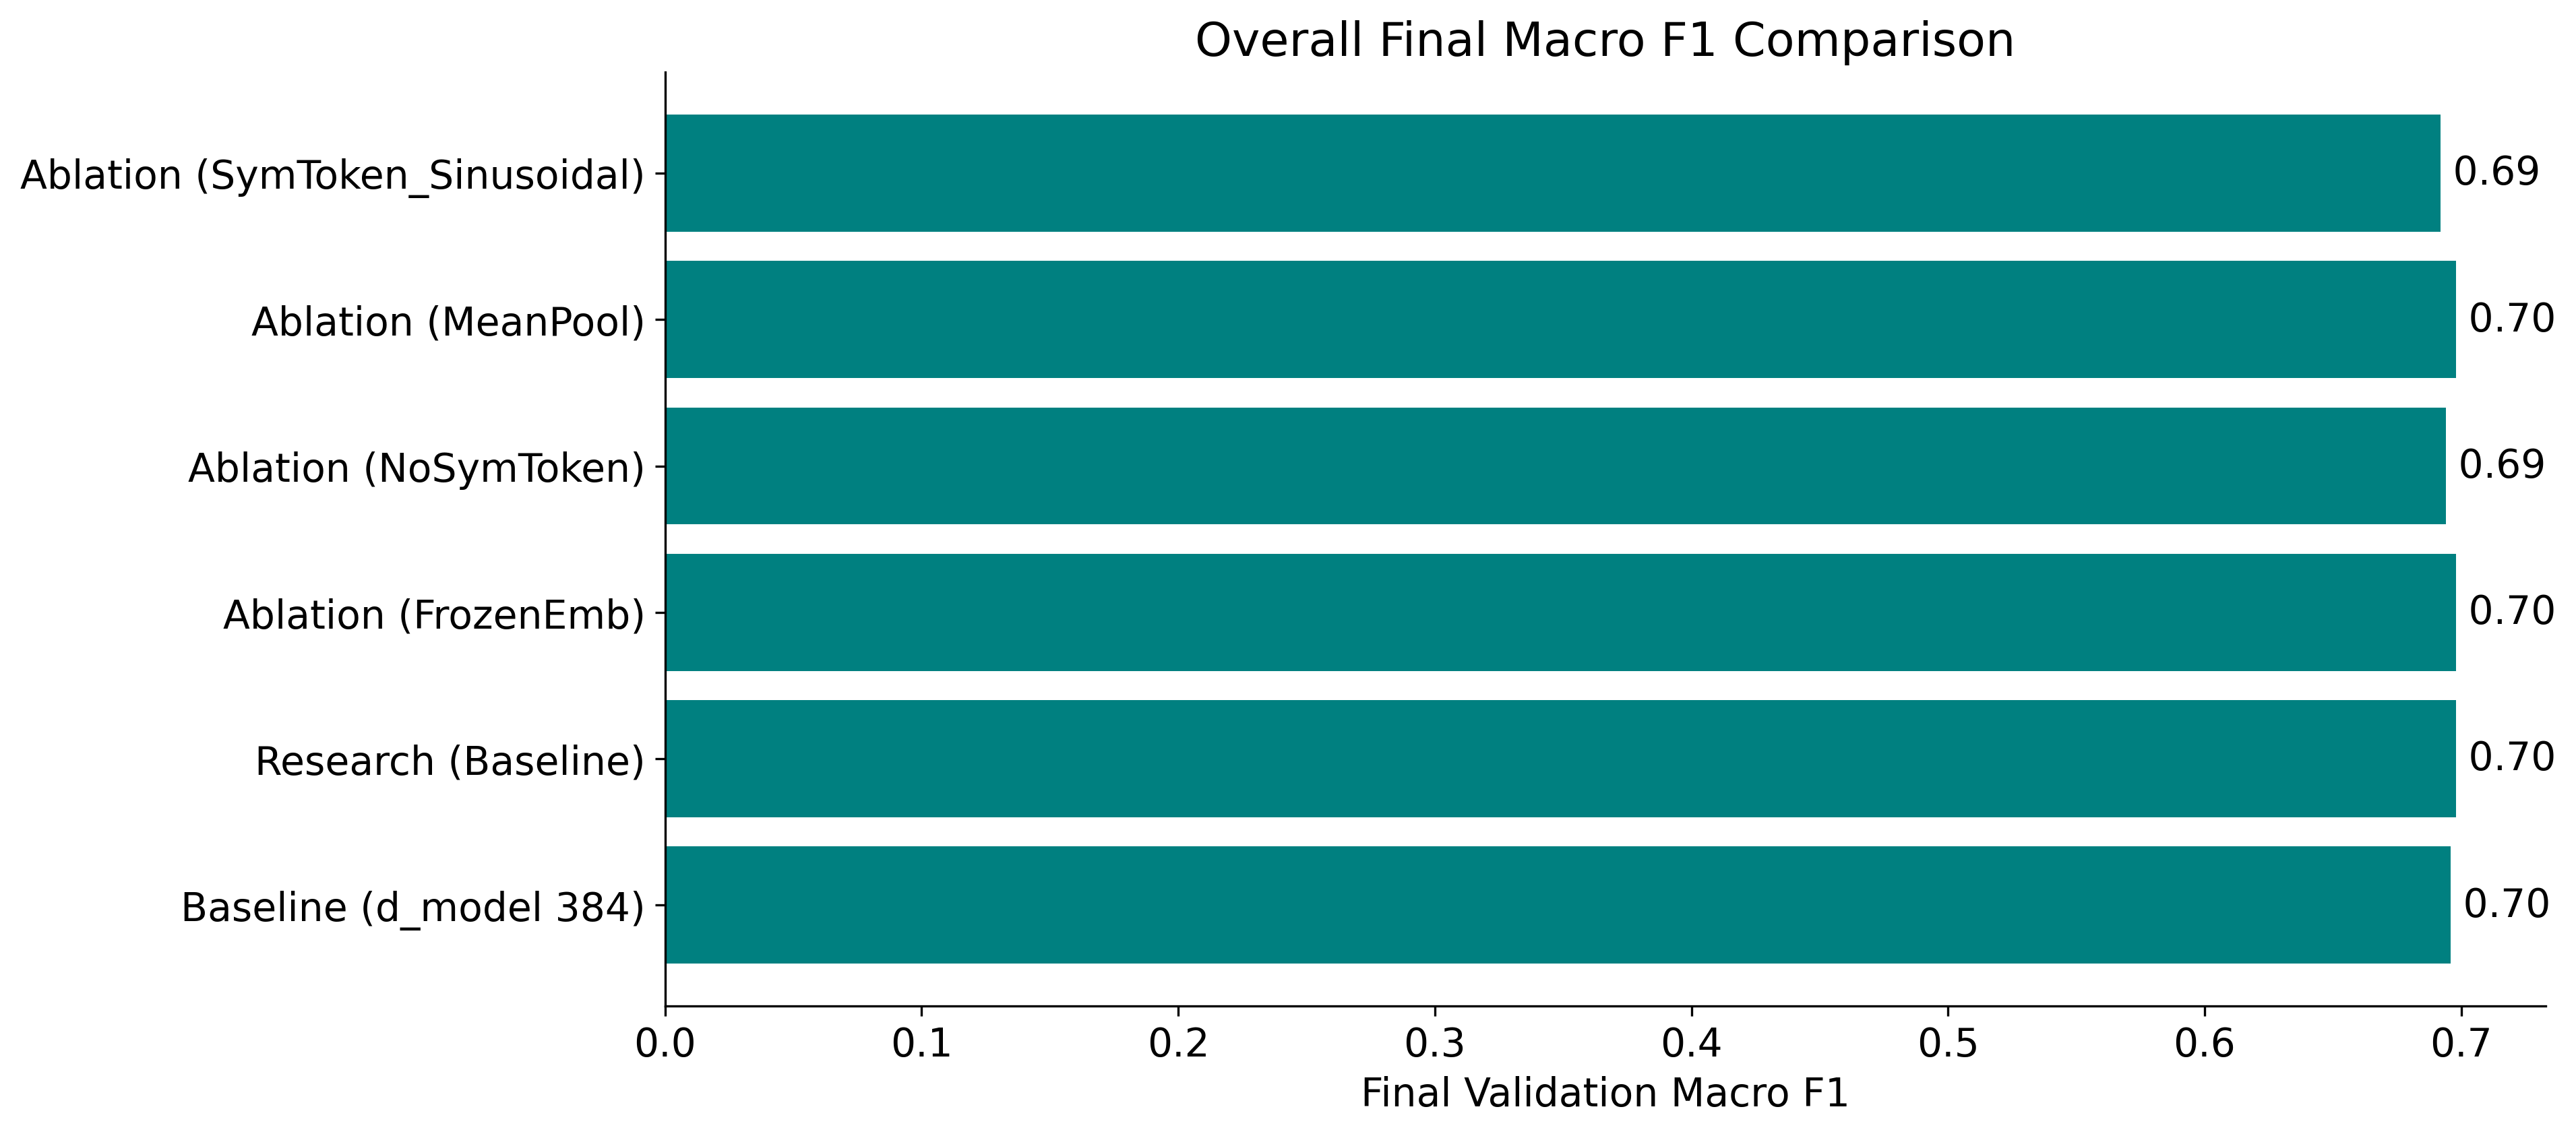 Overall Final Macro F1 Comparison
Ablation (SymToken_Sinusoidal)
0.69
Ablation (MeanPool)
0.70
Ablation (NoSymToken)
0.69
Ablation (FrozenEmb)
0.70
Research (Baseline)
0.70
Baseline (d_model 384)
0.70
0.0 0.1 0.2 0.3 0.4 0.5 0.6 0.7
Final Validation Macro F1